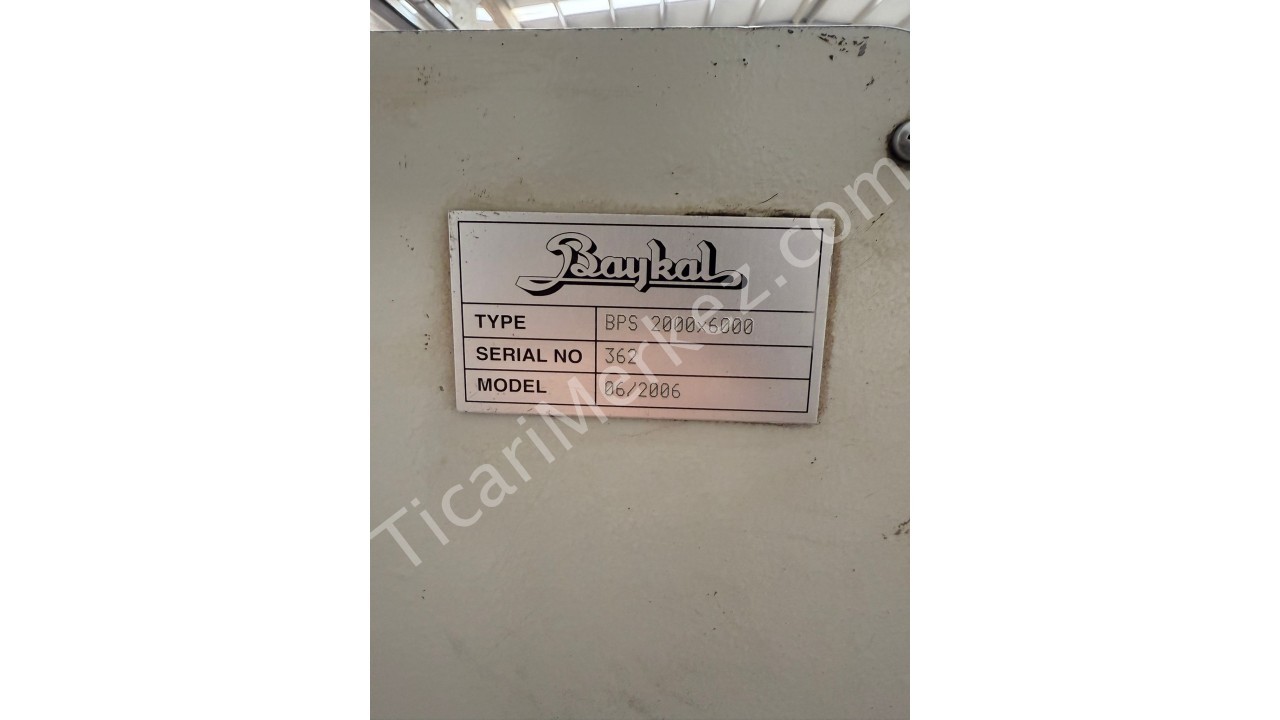 Baykal
TYPE BPS 2000x6000
SERIAL NO 362
MODEL 06/2006
TicariMerkez.com